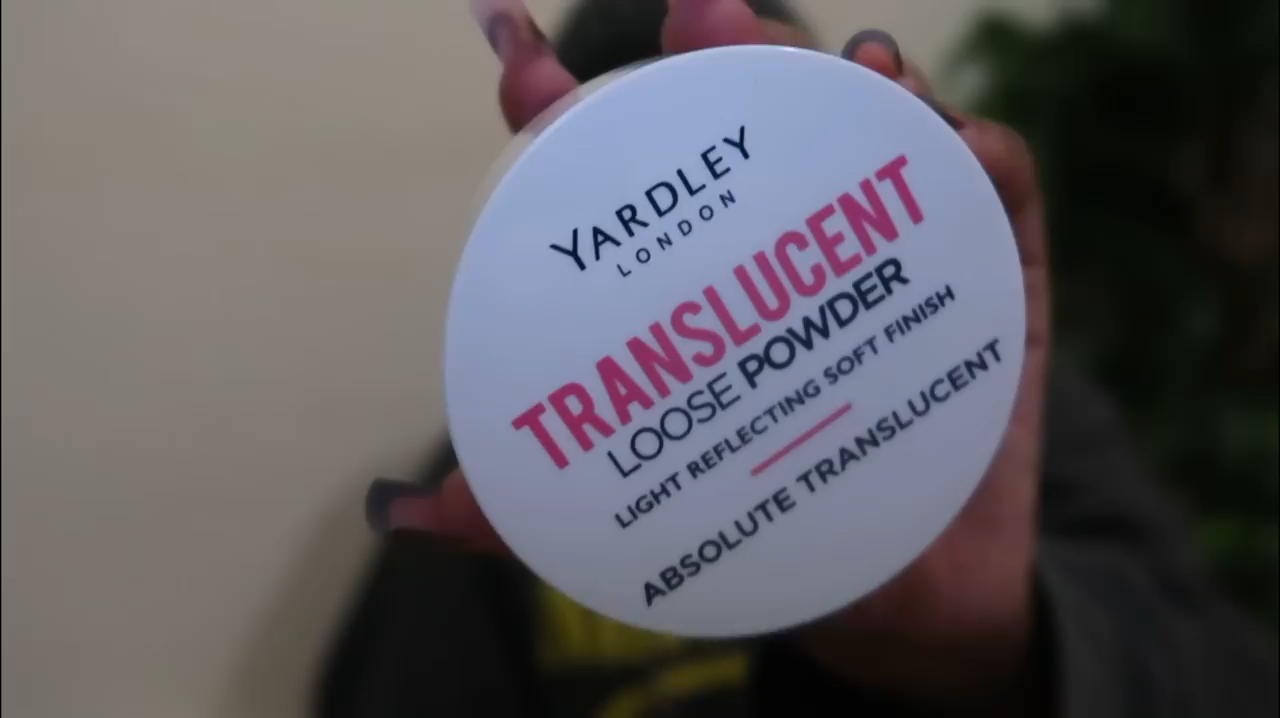 YARDLEY
LONDON
TRANSLUCENT
LOOSE POWDER
LIGHT REFLECTING SOFT FINISH
ABSOLUTE TRANSLUCENT